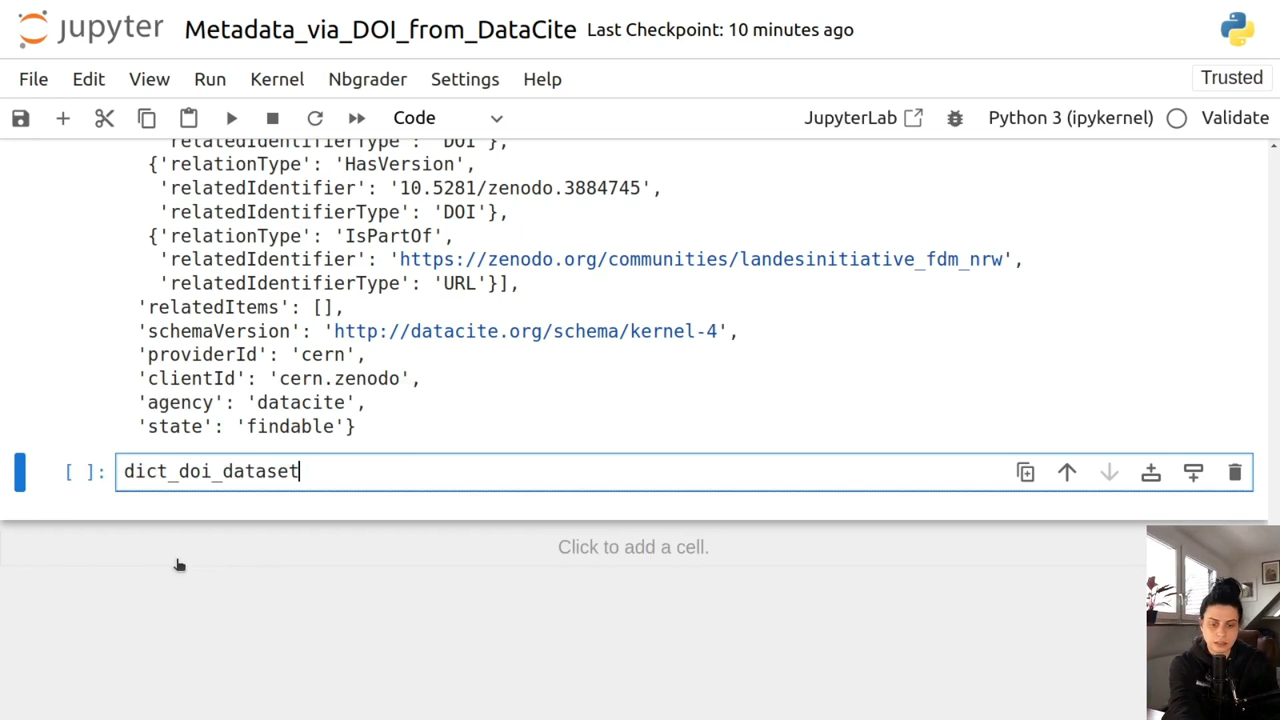 jupyter Metadata_via_DOI_from_DataCite Last Checkpoint: 10 minutes ago
File Edit View Run Kernel Nbgrader Settings Help Trusted
Code JupyterLab Python 3 (ipykernel) Validate
'relatedIdentifierType': 'DOI'},
{'relationType': 'HasVersion',
'relatedIdentifier': '10.5281/zenodo.3884745',
'relatedIdentifierType': 'DOI'},
{'relationType': 'IsPartOf',
'relatedIdentifier': 'https://zenodo.org/communities/landesinitiative_fdm_nrw',
'relatedIdentifierType': 'URL'}],
'relatedItems': [],
'schemaVersion': 'http://datacite.org/schema/kernel-4',
'providerId': 'cern',
'clientId': 'cern.zenodo',
'agency': 'datacite',
'state': 'findable'}
[ ]: dict_doi_dataset
Click to add a cell.